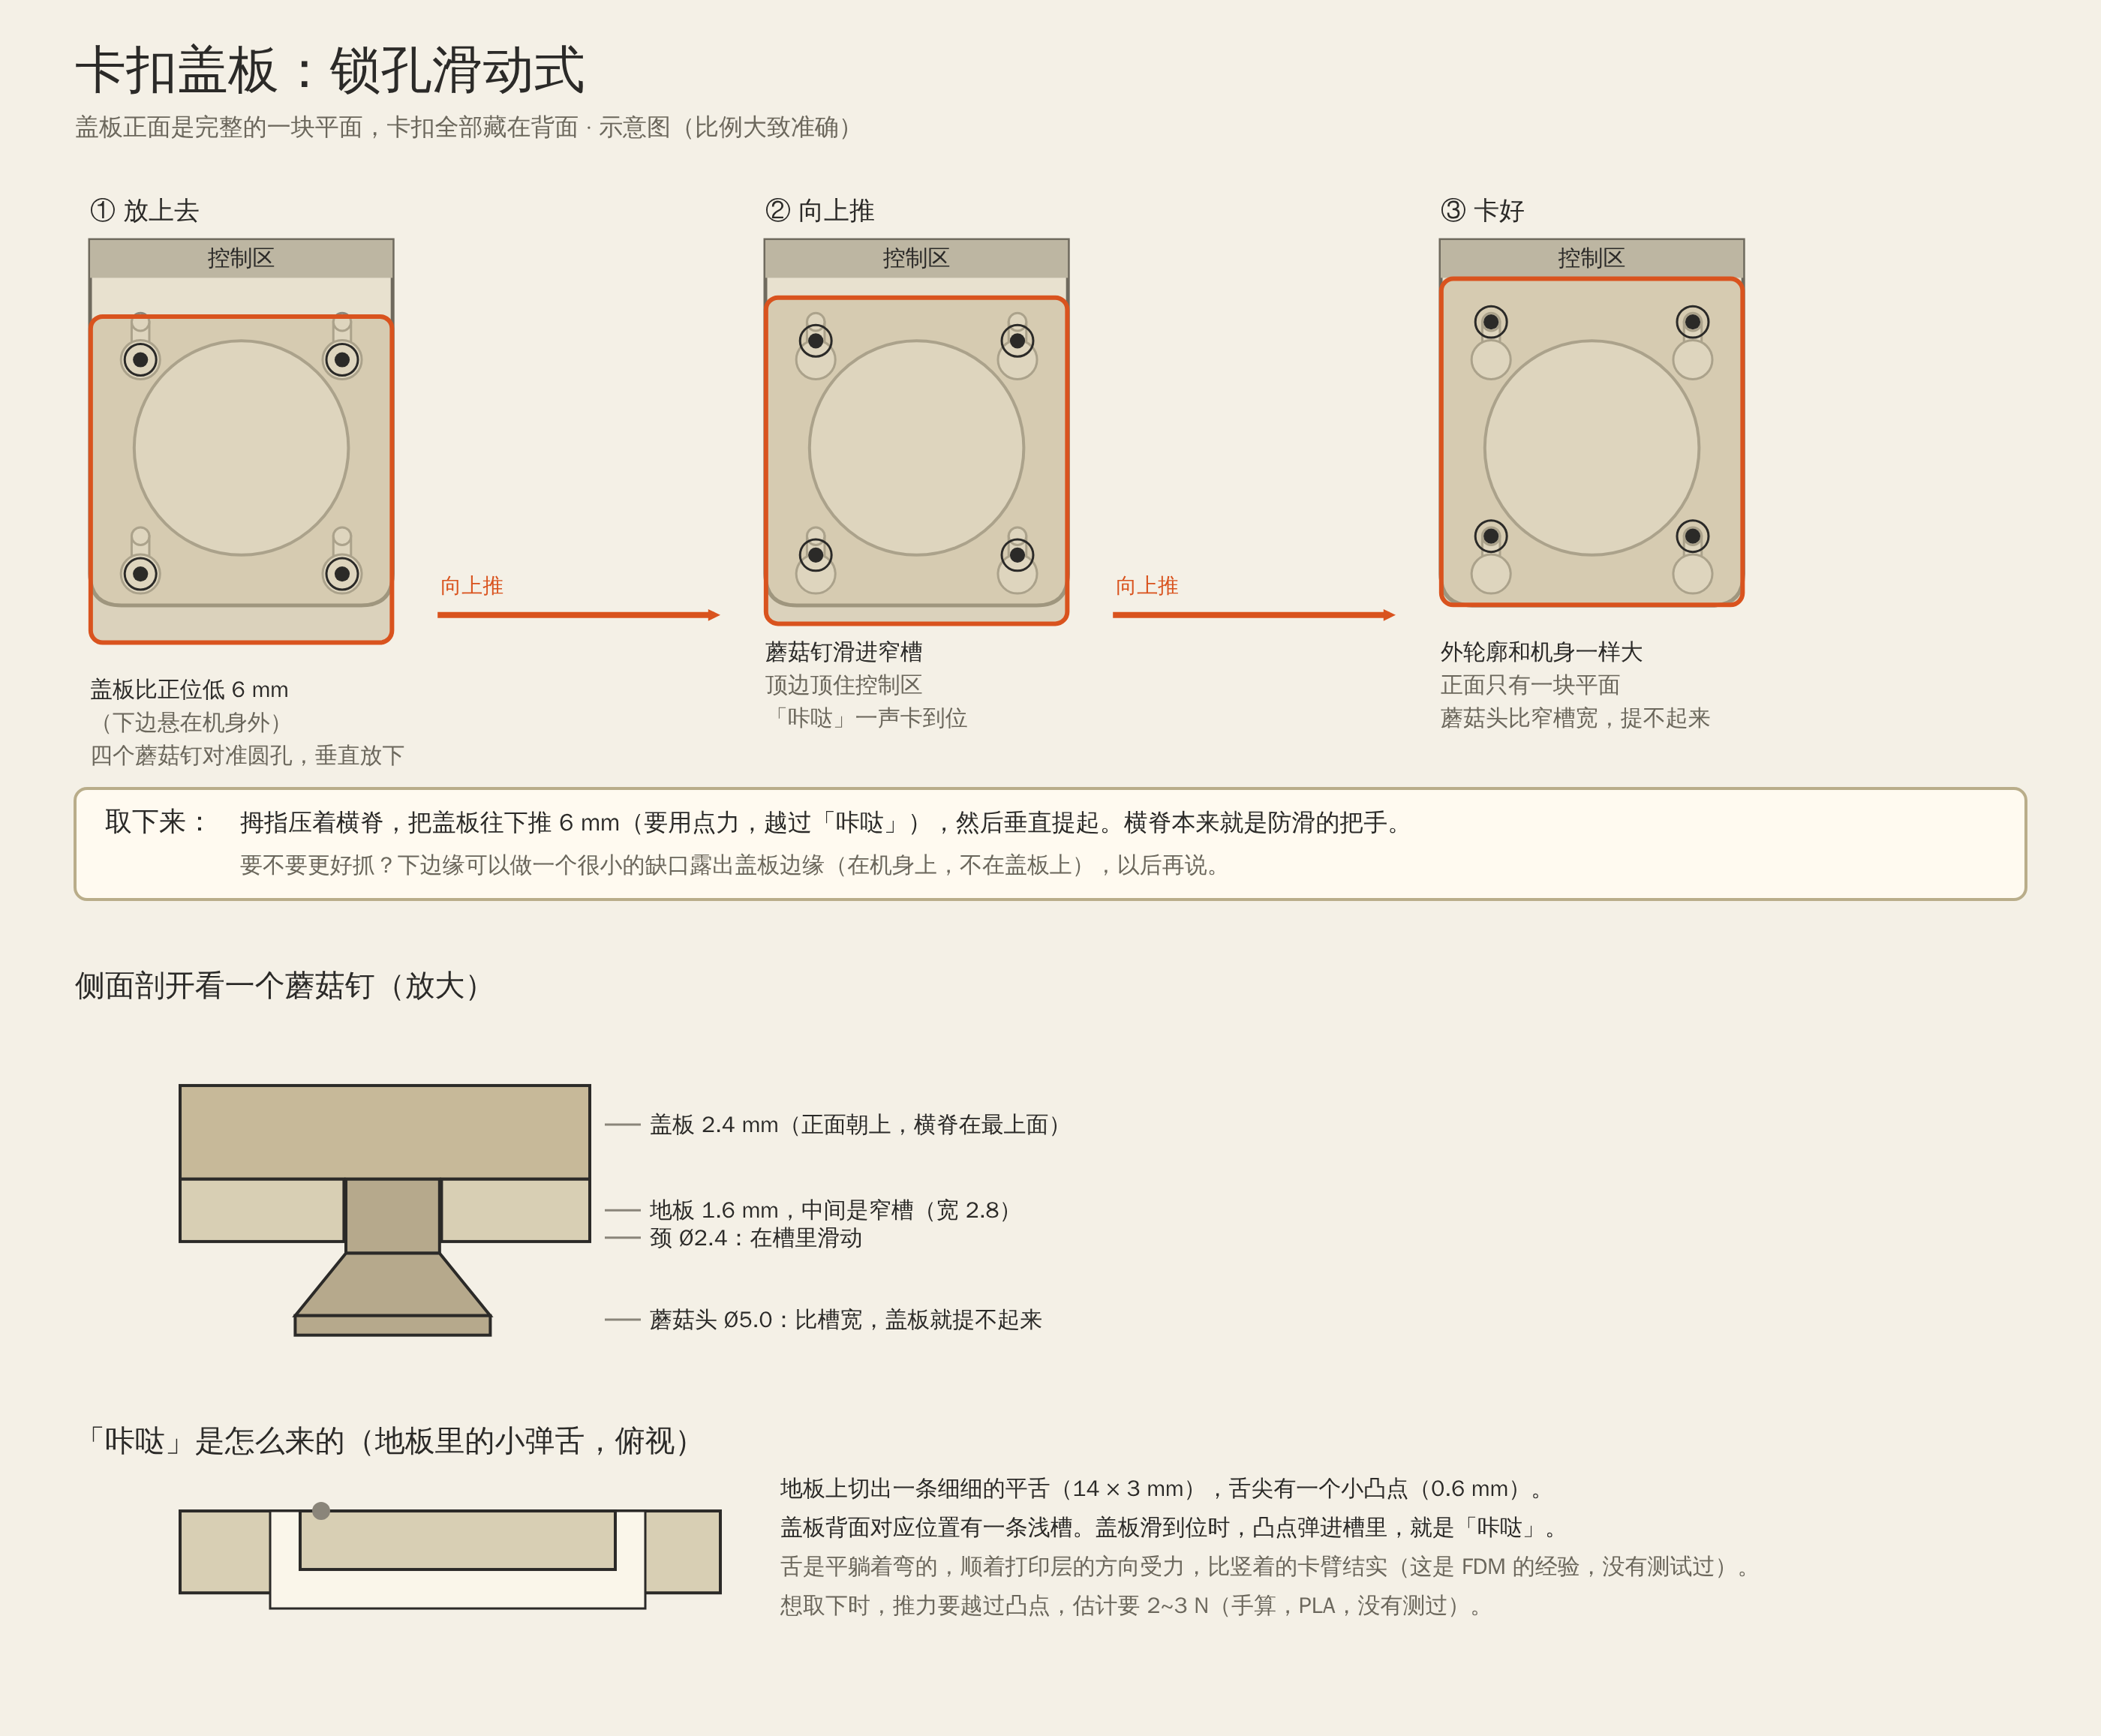 卡扣盖板：锁孔滑动式
盖板正面是完整的一块平面，卡扣全部藏在背面 · 示意图（比例大致准确）
① 放上去
控制区
向上推
盖板比正位低 6 mm
（下边悬在机身外）
四个蘑菇钉对准圆孔，垂直放下
② 向上推
控制区
向上推
蘑菇钉滑进窄槽
顶边顶住控制区
「咔哒」一声卡到位
③ 卡好
控制区
外轮廓和机身一样大
正面只有一块平面
蘑菇头比窄槽宽，提不起来
取下来： 拇指压着横脊，把盖板往下推 6 mm（要用点力，越过「咔哒」），然后垂直提起。横脊本来就是防滑的把手。
要不要更好抓？下边缘可以做一个很小的缺口露出盖板边缘（在机身上，不在盖板上），以后再说。
侧面剖开看一个蘑菇钉（放大）
盖板 2.4 mm（正面朝上，横脊在最上面）
地板 1.6 mm，中间是窄槽（宽 2.8）
颈 Ø2.4：在槽里滑动
蘑菇头 Ø5.0：比槽宽，盖板就提不起来
「咔哒」是怎么来的（地板里的小弹舌，俯视）
地板上切出一条细细的平舌（14 × 3 mm），舌尖有一个小凸点（0.6 mm）。
盖板背面对应位置有一条浅槽。盖板滑到位时，凸点弹进槽里，就是「咔哒」。
舌是平躺着弯的，顺着打印层的方向受力，比竖着的卡臂结实（这是 FDM 的经验，没有测试过）。
想取下时，推力要越过凸点，估计要 2~3 N（手算，PLA，没有测过）。